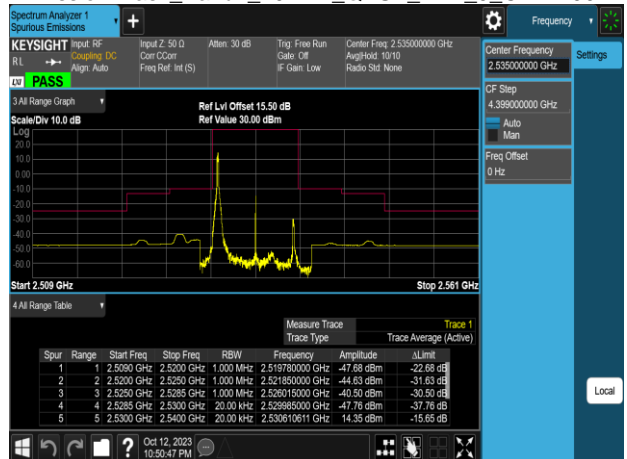 Spectrum Analyzer 1
Spurious Emissions
+
Frequency
KEYSIGHT Input: RF Input Z: 50 Ω Atten: 30 dB Trig: Free Run Center Freq: 2.535000000 GHz
RL Coupling: DC Corr CCorr Gate: Off Avg|Hold: 10/10
Align: Auto Freq Ref: Int (S) IF Gain: Low Radio Std: None
LXI PASS
Center Frequency
2.535000000 GHz
Settings
CF Step
4.399000000 GHz
Auto
Man
Freq Offset
0 Hz
3 All Range Graph
Ref Lvl Offset 15.50 dB
Scale/Div 10.0 dB Ref Value 30.00 dBm
Log
20.0
10.0
0.00
-10.0
-20.0
-30.0
-40.0
-50.0
-60.0
Start 2.509 GHz Stop 2.561 GHz
4 All Range Table
Measure Trace Trace 1
Trace Type Trace Average (Active)
Spur Range Start Freq Stop Freq RBW Frequency Amplitude ΔLimit
1 1 2.5090 GHz 2.5200 GHz 1.000 MHz 2.519780000 GHz -47.68 dBm -22.68 dB
2 2 2.5200 GHz 2.5250 GHz 1.000 MHz 2.521850000 GHz -44.63 dBm -31.63 dB
3 3 2.5250 GHz 2.5285 GHz 1.000 MHz 2.526015000 GHz -40.50 dBm -30.50 dB
4 4 2.5285 GHz 2.5300 GHz 20.00 kHz 2.529985000 GHz -47.76 dBm -37.76 dB
5 5 2.5300 GHz 2.5400 GHz 20.00 kHz 2.530610611 GHz 14.35 dBm -15.65 dB
Local
?
Oct 12, 2023
10:50:47 PM